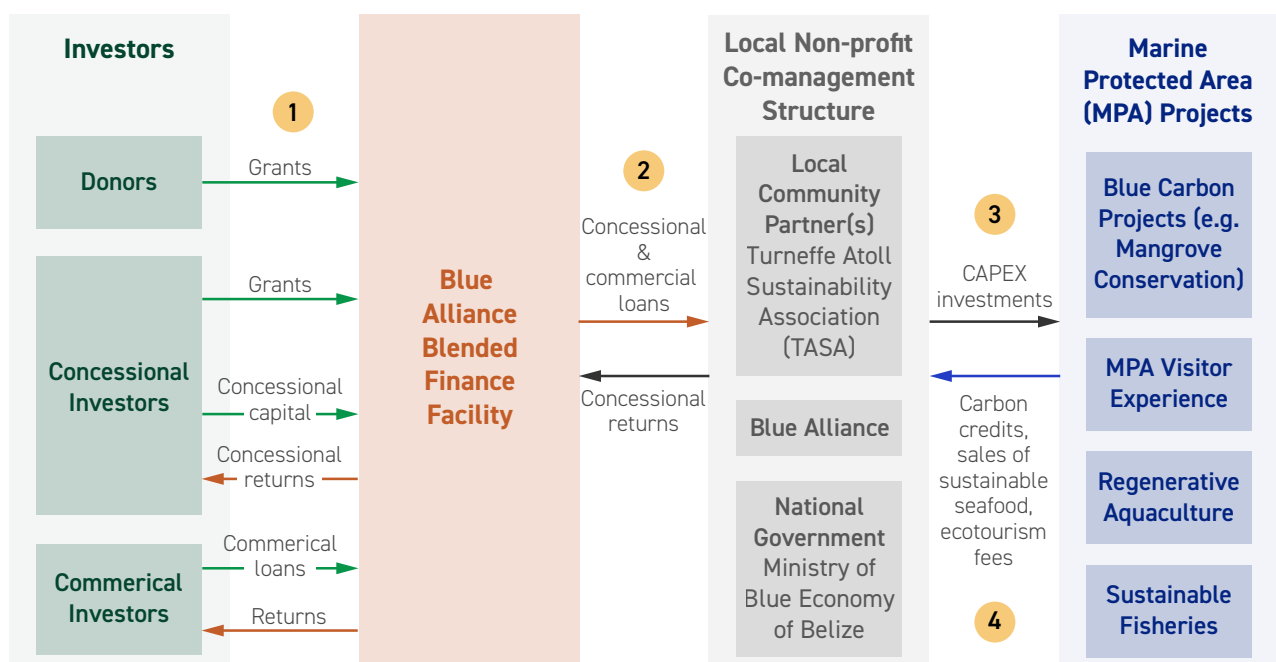 Investors
1
Donors
Grants
Concessional
Investors
Grants
Concessional
capital
Concessional
returns
Commerical
Investors
Commerical
loans
Returns
Blue
Alliance
Blended
Finance
Facility
2
Concessional
&
commercial
loans
Concessional
returns
Local Non-profit
Co-management
Structure
Local
Community
Partner(s)
Turneffe Atoll
Sustainability
Association
(TASA)
Blue Alliance
National
Government
Ministry of
Blue Economy
of Belize
3
CAPEX
investments
Carbon
credits,
sales of
sustainable
seafood,
ecotourism
fees
4
Marine
Protected Area
(MPA) Projects
Blue Carbon
Projects (e.g.
Mangrove
Conservation)
MPA Visitor
Experience
Regenerative
Aquaculture
Sustainable
Fisheries